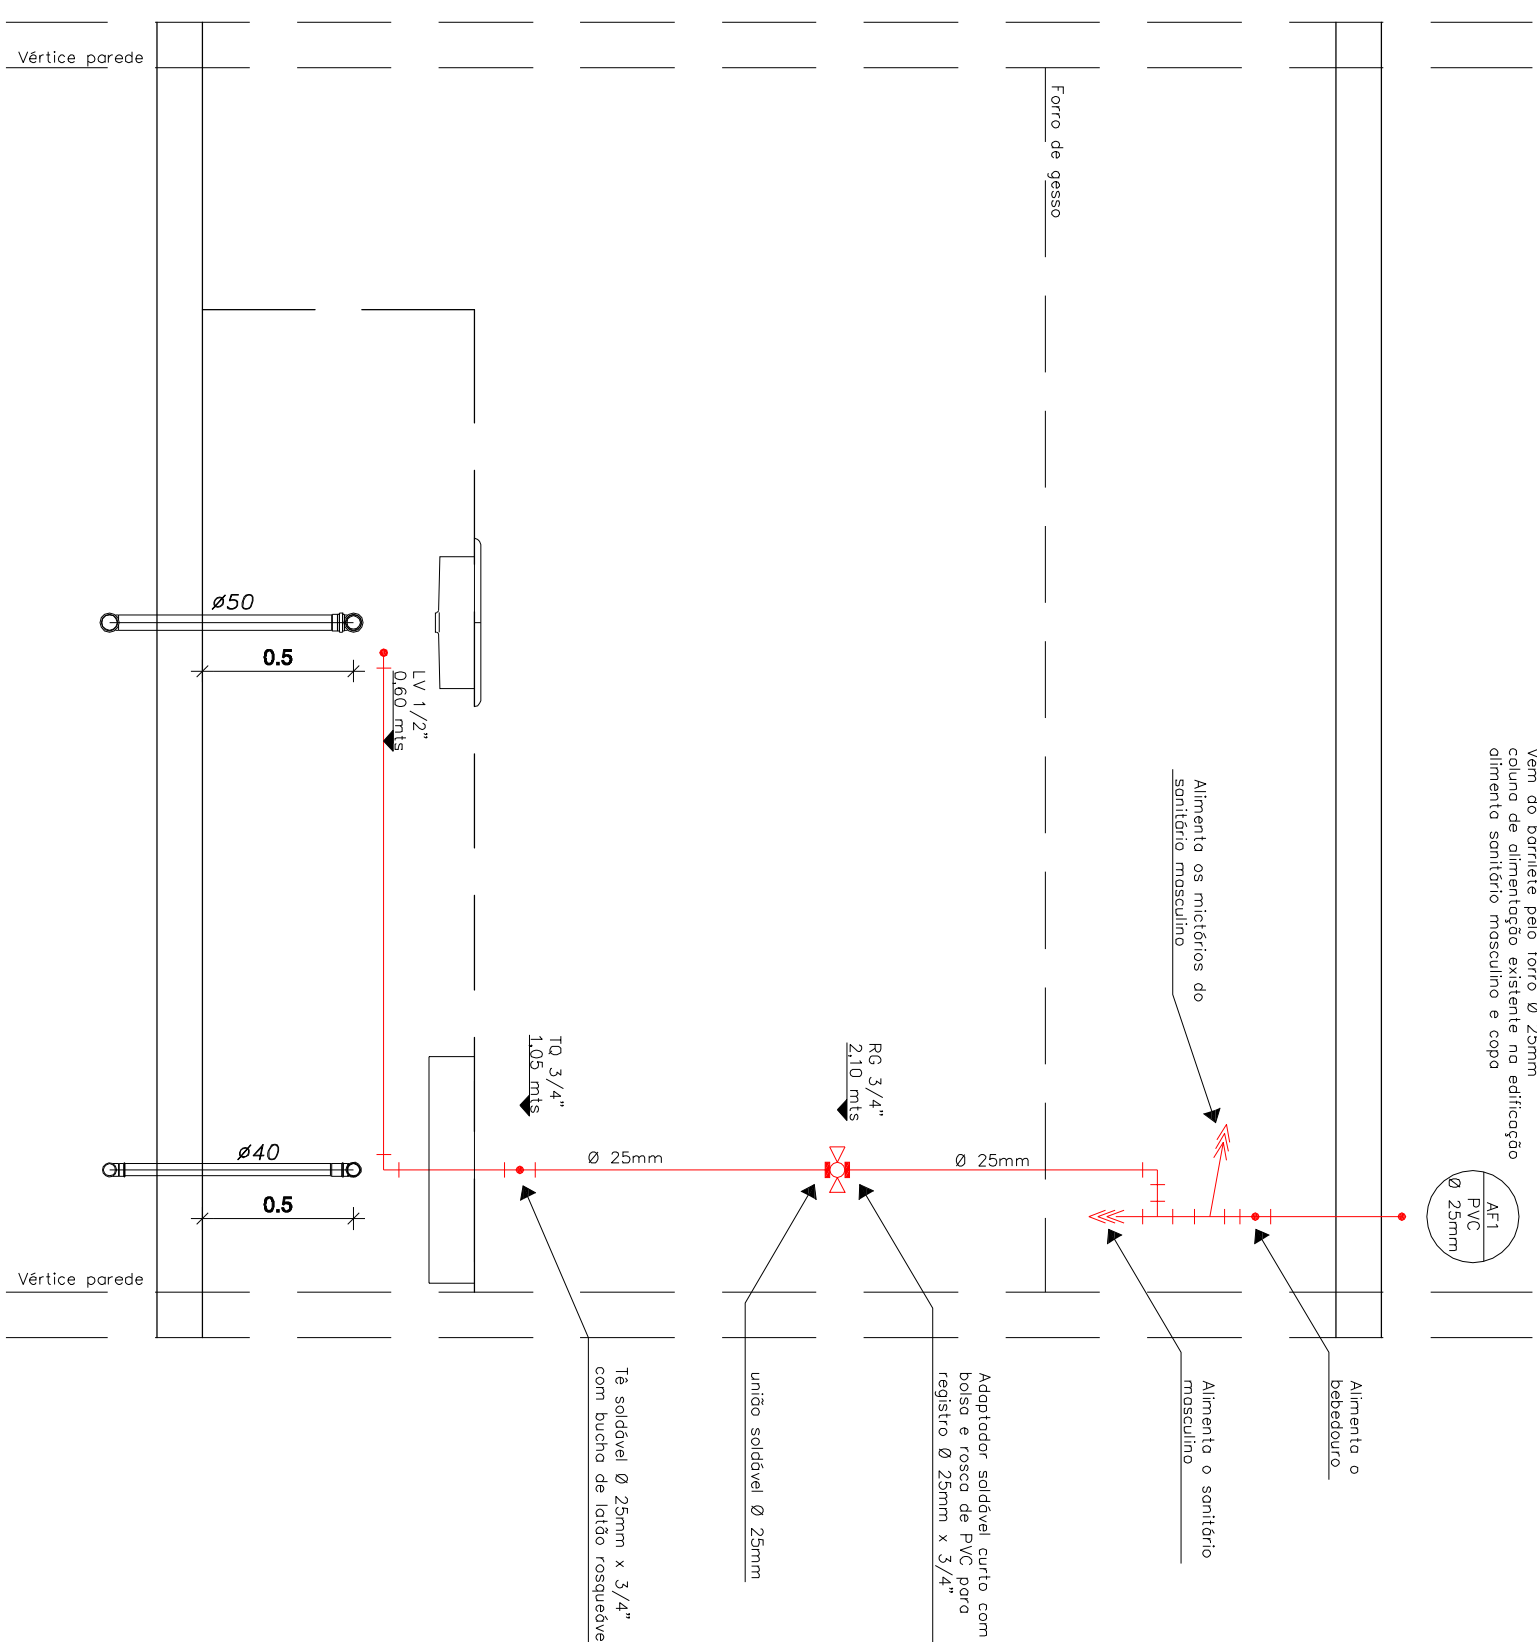 Vem do barrilete pelo forro Ø 25mm
coluna de alimentação existente na edificação
alimenta sanitário masculino e copa
AF1
PVC
Ø 25mm
Alimenta o
bebedouro
Alimenta os mictórios do
sanitário masculino
Alimenta o sanitário
masculino
Forro de gesso
Ø 25mm
RG 3/4"
2,10 mts
Adaptador soldável curto com
bolsa e rosca de PVC para
registro Ø 25mm x 3/4"
união soldável Ø 25mm
Ø 25mm
TQ 3/4"
1,05 mts
Tê soldável Ø 25mm x 3/4"
com bucha de latão rosqueáve
LV 1/2"
0,60 mts
ø50
0.5
ø40
0.5
Vértice parede
Vértice parede